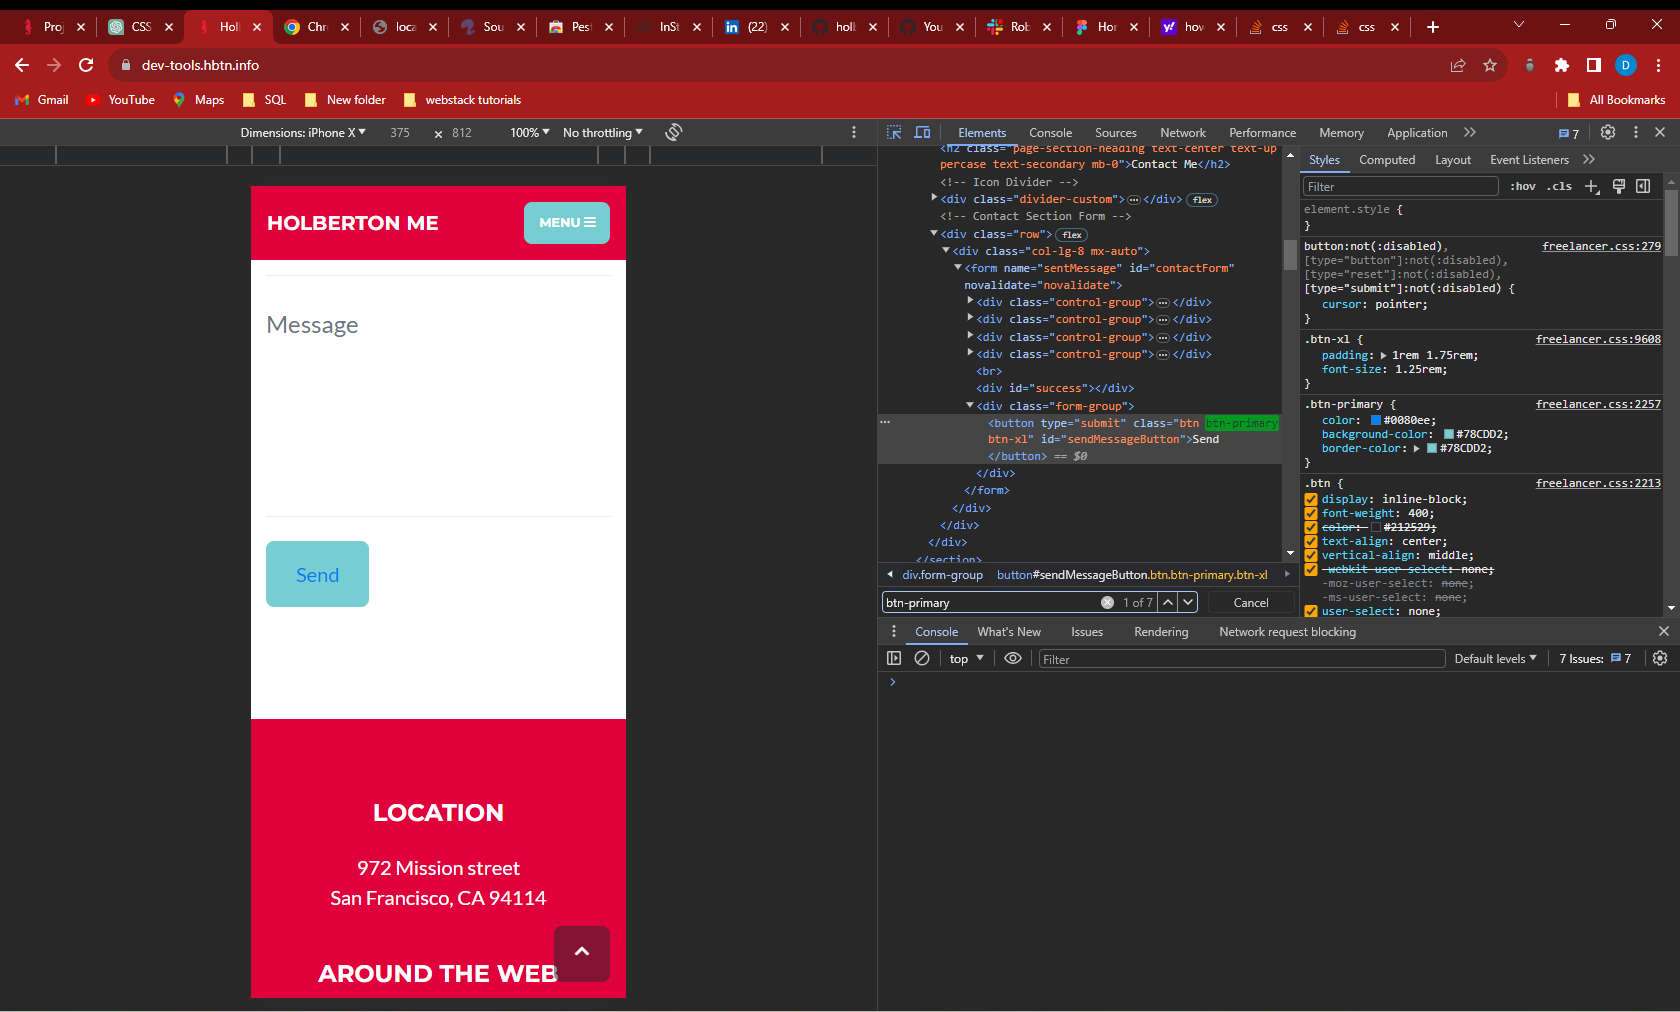 Proj
CSS
Holl
Chr
loca
Sou
Pest
InSt
(22)
holl
You
Rob
Hor
how
css
css
dev-tools.hbtn.info
D
Gmail
YouTube
Maps
SQL
New folder
webstack tutorials
All Bookmarks
Dimensions: iPhone X
375
×
812
100%
No throttling
HOLBERTON ME
MENU
Message
Send
LOCATION
972 Mission street
San Francisco, CA 94114
AROUND THE WEB
Elements
Console
Sources
Network
Performance
Memory
Application
7
<h2 class="page-section-heading text-center text-up
percase text-secondary mb-0">Contact Me</h2>
<!-- Icon Divider -->
<div class="divider-custom">…</div> flex
<!-- Contact Section Form -->
<div class="row"> flex
<div class="col-lg-8 mx-auto">
<form name="sentMessage" id="contactForm"
novalidate="novalidate">
<div class="control-group">…</div>
<div class="control-group">…</div>
<div class="control-group">…</div>
<div class="control-group">…</div>
<br>
<div id="success"></div>
<div class="form-group">
<button type="submit" class="btn btn-primary
btn-xl" id="sendMessageButton">Send
</button> == $0
</div>
</form>
</div>
</div>
</div>
</section>
div.form-group
button#sendMessageButton.btn.btn-primary.btn-xl
btn-primary
1 of 7
Cancel
Styles
Computed
Layout
Event Listeners
Filter
:hov
.cls
element.style {
}
button:not(:disabled), freelancer.css:279
[type="button"]:not(:disabled),
[type="reset"]:not(:disabled),
[type="submit"]:not(:disabled) {
cursor: pointer;
}
.btn-xl { freelancer.css:9608
padding: 1rem 1.75rem;
font-size: 1.25rem;
}
.btn-primary { freelancer.css:2257
color: #0080ee;
background-color: #78CDD2;
border-color: #78CDD2;
}
.btn { freelancer.css:2213
display: inline-block;
font-weight: 400;
color: #212529;
text-align: center;
vertical-align: middle;
-webkit-user-select: none;
-moz-user-select: none;
-ms-user-select: none;
user-select: none;
Console
What's New
Issues
Rendering
Network request blocking
top
Filter
Default levels
7 Issues:
7